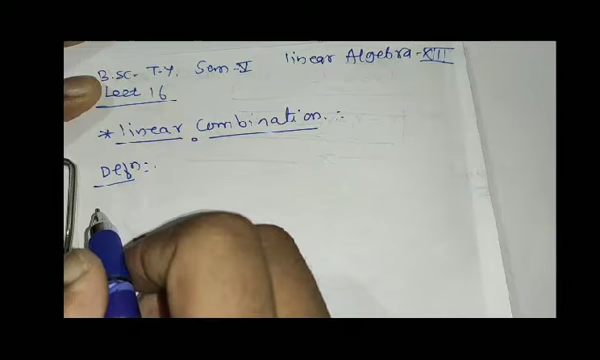 B.SC. T.Y. Sem-V linear Algebra-XII
Lect 16
* linear Combination :
Defn: